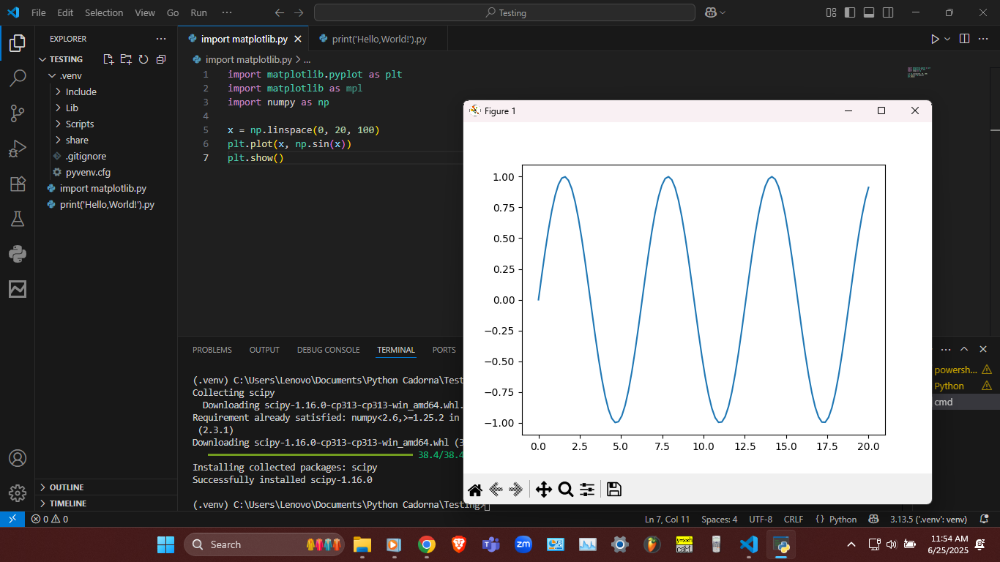 File Edit Selection View Go Run ···
Testing
EXPLORER ···
TESTING
.venv
Include
Lib
Scripts
share
.gitignore
pyvenv.cfg
import matplotlib.py
print('Hello,World!').py
OUTLINE
TIMELINE
import matplotlib.py
print('Hello,World!').py
import matplotlib.py > ...
1 import matplotlib.pyplot as plt
2 import matplotlib as mpl
3 import numpy as np
4
5 x = np.linspace(0, 20, 100)
6 plt.plot(x, np.sin(x))
7 plt.show()
Figure 1
1.00
0.75
0.50
0.25
0.00
−0.25
−0.50
−0.75
−1.00
0.0 2.5 5.0 7.5 10.0 12.5 15.0 17.5 20.0
PROBLEMS OUTPUT DEBUG CONSOLE TERMINAL PORTS
(.venv) C:\Users\Lenovo\Documents\Python Cadorna\Test
Collecting scipy
Downloading scipy-1.16.0-cp313-cp313-win_amd64.whl.
Requirement already satisfied: numpy<2.6,>=1.25.2 in
(2.3.1)
Downloading scipy-1.16.0-cp313-cp313-win_amd64.whl (3
38.4/38.4
Installing collected packages: scipy
Successfully installed scipy-1.16.0
(.venv) C:\Users\Lenovo\Documents\Python Cadorna\Testing>
powersh...
Python
cmd
0 0
Ln 7, Col 11 Spaces: 4 UTF-8 CRLF {} Python 3.13.5 ('.venv': venv)
Search
zm
11:54 AM
6/25/2025